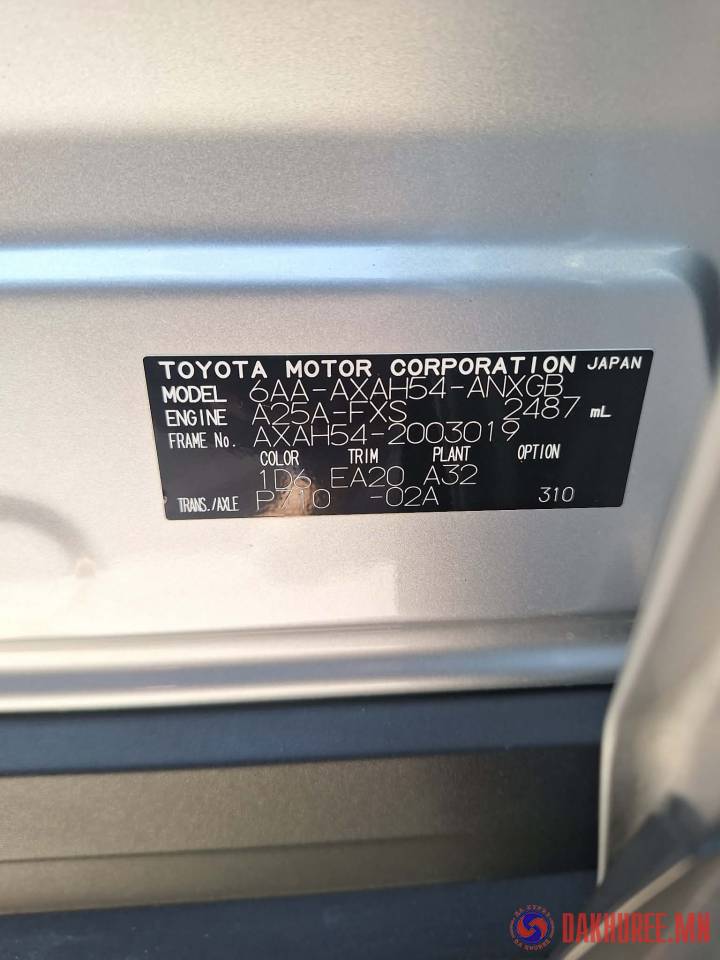 TOYOTA MOTOR CORPORATION JAPAN
MODEL 6AA-AXAH54-ANXGB
ENGINE A25A-FXS 2487 mL
FRAME No. AXAH54-2003019
COLOR TRIM PLANT OPTION
1D6 EA20 A32
TRANS./AXLE P710 -02A 310
DAKHUREE.MN